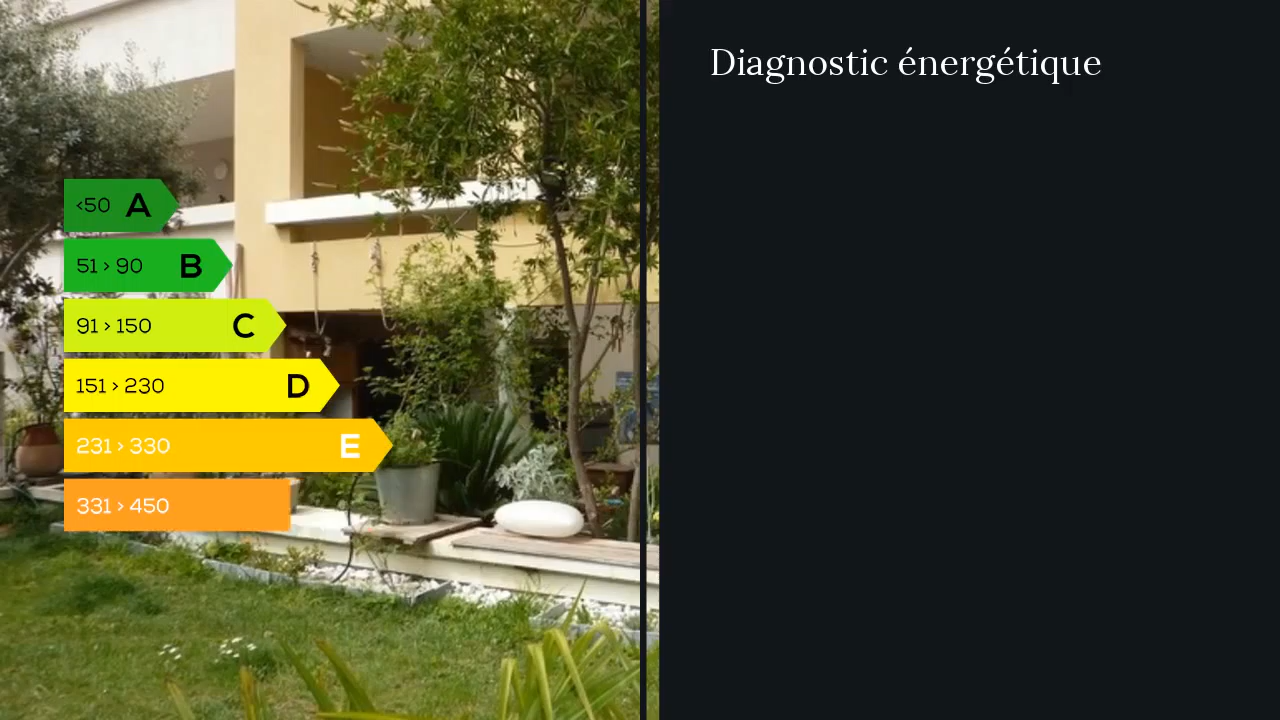 Diagnostic énergétique
<50 A
51 > 90 B
91 > 150 C
151 > 230 D
231 > 330 E
331 > 450